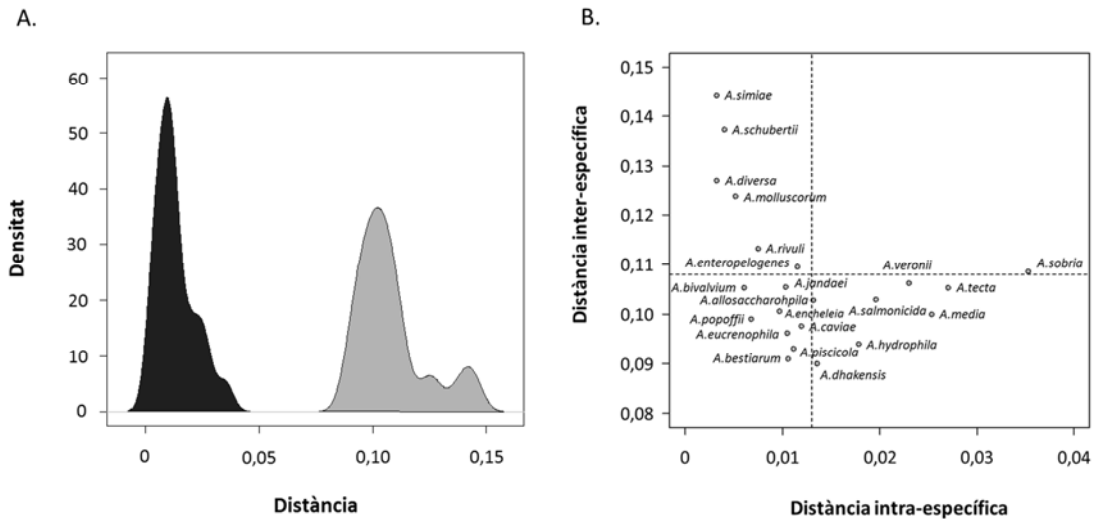 A.
Densitat
60
50
40
30
20
10
0
0
0,05
0,10
0,15
Distància
B.
Distància inter-específica
0,15
0,14
0,13
0,12
0,11
0,10
0,09
0,08
A.simiae
A.schubertii
A.diversa
A.molluscorum
A.rivuli
A.enteropelogenes
A.veronii
A.sobria
A.bivalvium
A.jandaei
A.tecta
A.allosaccharohpila
A.salmonicida
A.popoffii
A.encheleia
A.media
A.eucrenophila
A.caviae
A.hydrophila
A.bestiarum
A.piscicola
A.dhakensis
0
0,01
0,02
0,03
0,04
Distància intra-específica